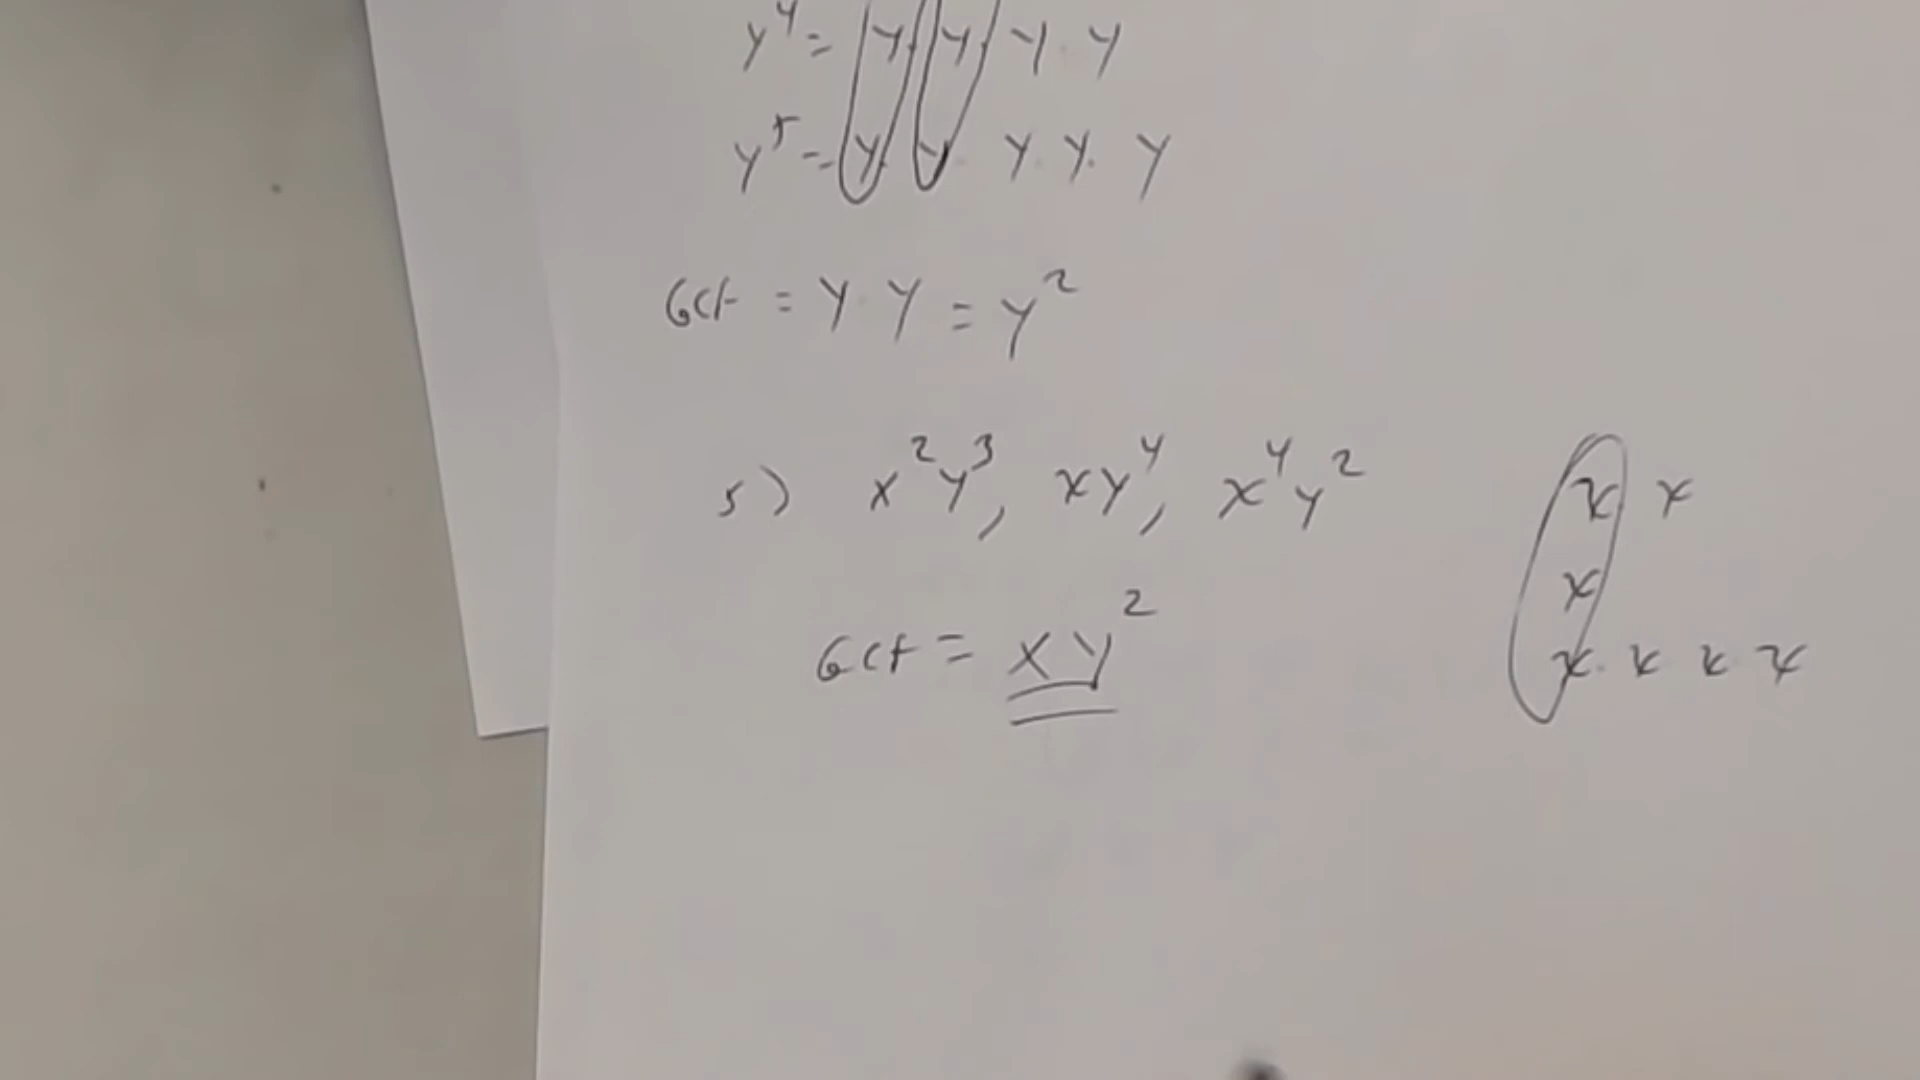 y⁴ = y · y · y · y
y⁵ = y · y · y · y · y
GCF = y · y = y²
5) x²y³, xy⁴, x⁴y²
x x
x
GCF = xy²
x · x x x